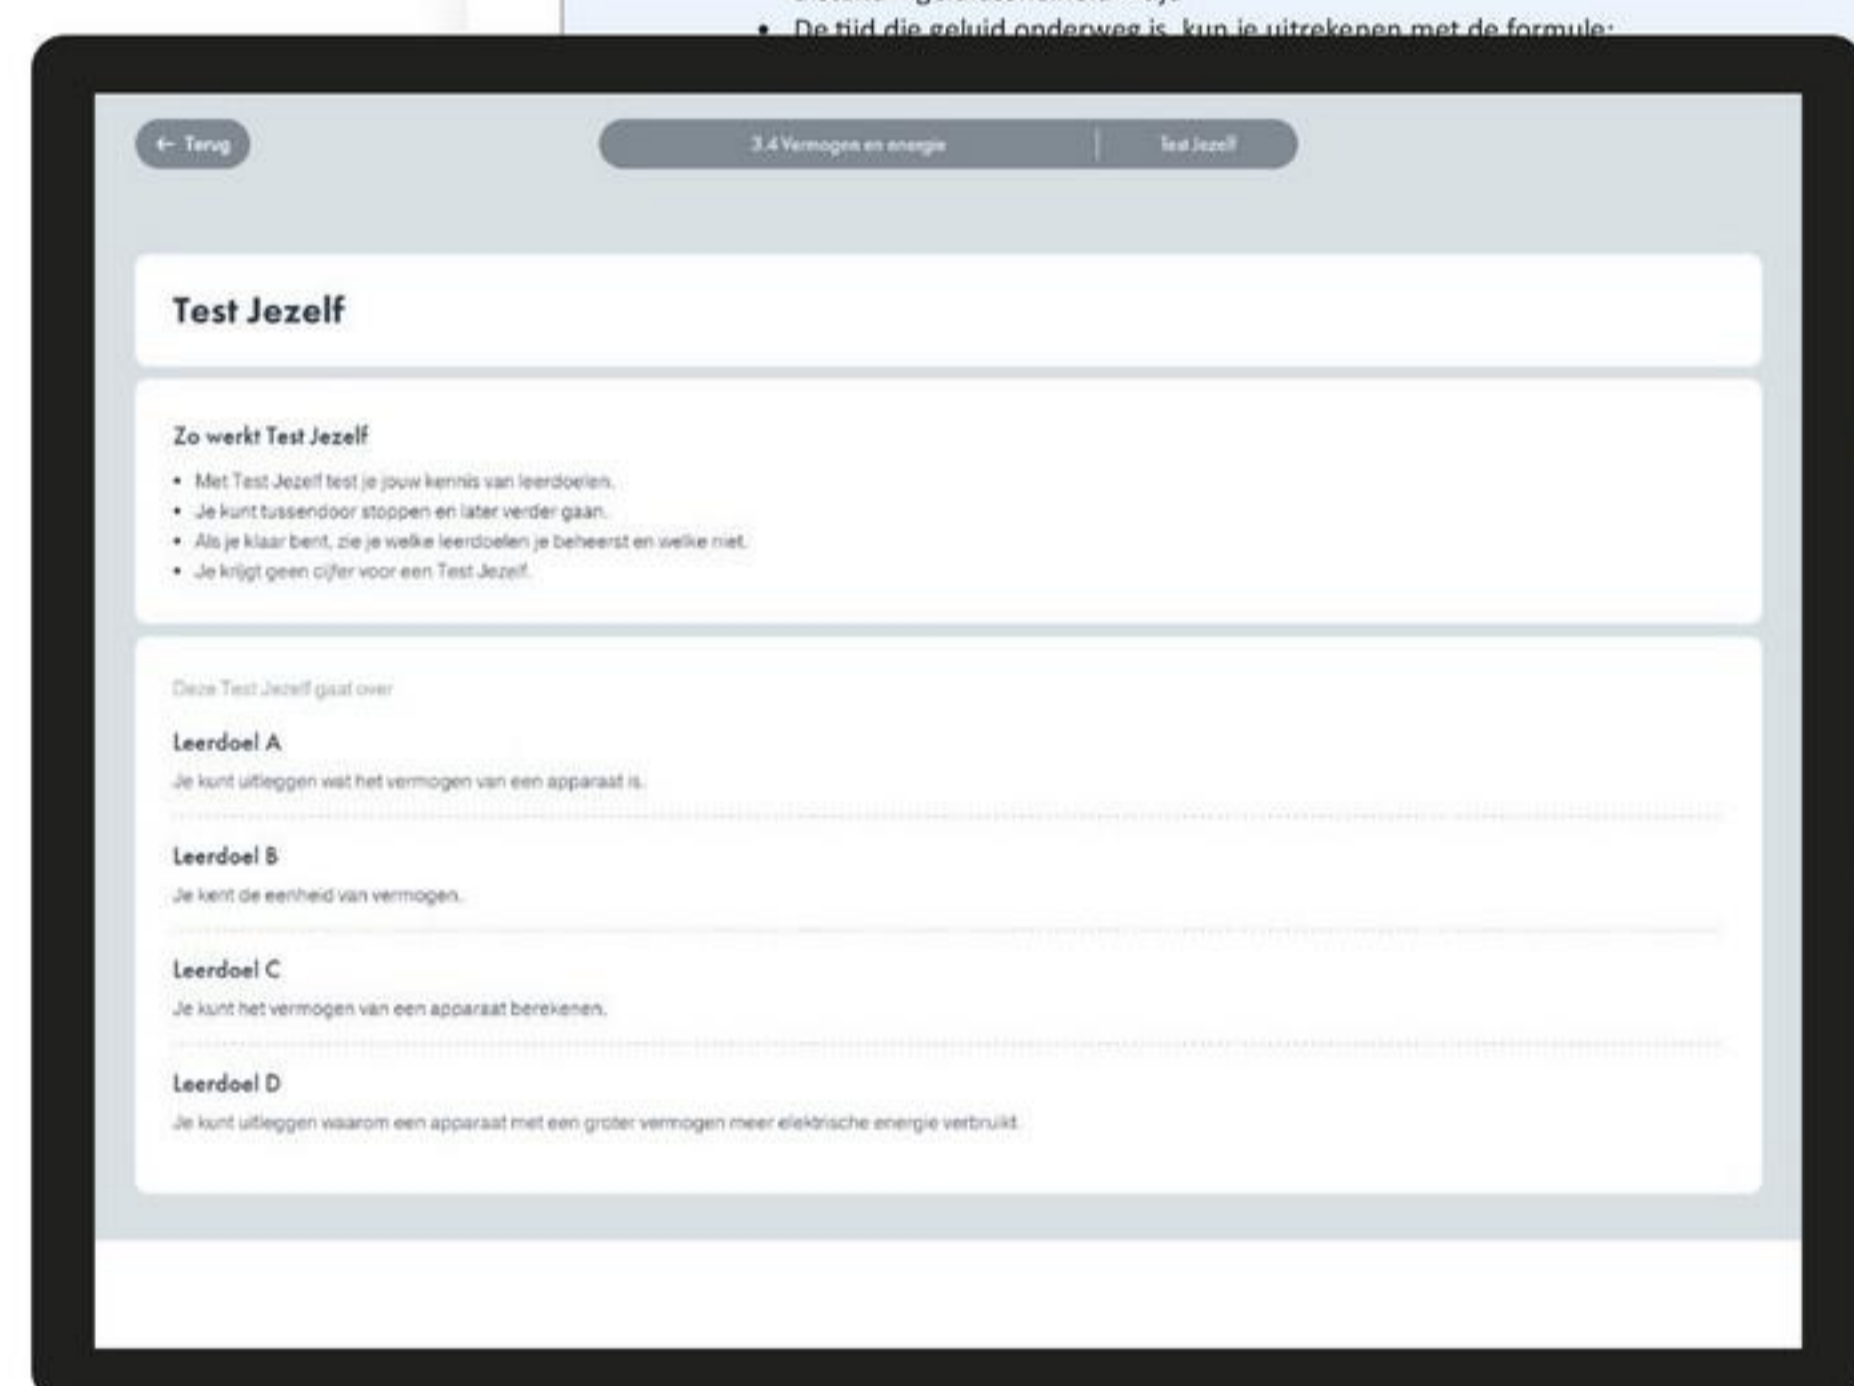 De tijd die geluid onderweg is, kun je uitrekenen met de formule:
← Terug
3.4 Vermogen en energie
Test Jezelf
Test Jezelf
Zo werkt Test Jezelf
• Met Test Jezelf test je jouw kennis van leerdoelen.
• Je kunt tussendoor stoppen en later verder gaan.
• Als je klaar bent, zie je welke leerdoelen je beheerst en welke niet.
• Je krijgt geen cijfer voor een Test Jezelf.
Deze Test Jezelf gaat over
Leerdoel A
Je kunt uitleggen wat het vermogen van een apparaat is.
Leerdoel B
Je kent de eenheid van vermogen.
Leerdoel C
Je kunt het vermogen van een apparaat berekenen.
Leerdoel D
Je kunt uitleggen waarom een apparaat met een groter vermogen meer elektrische energie verbruikt.